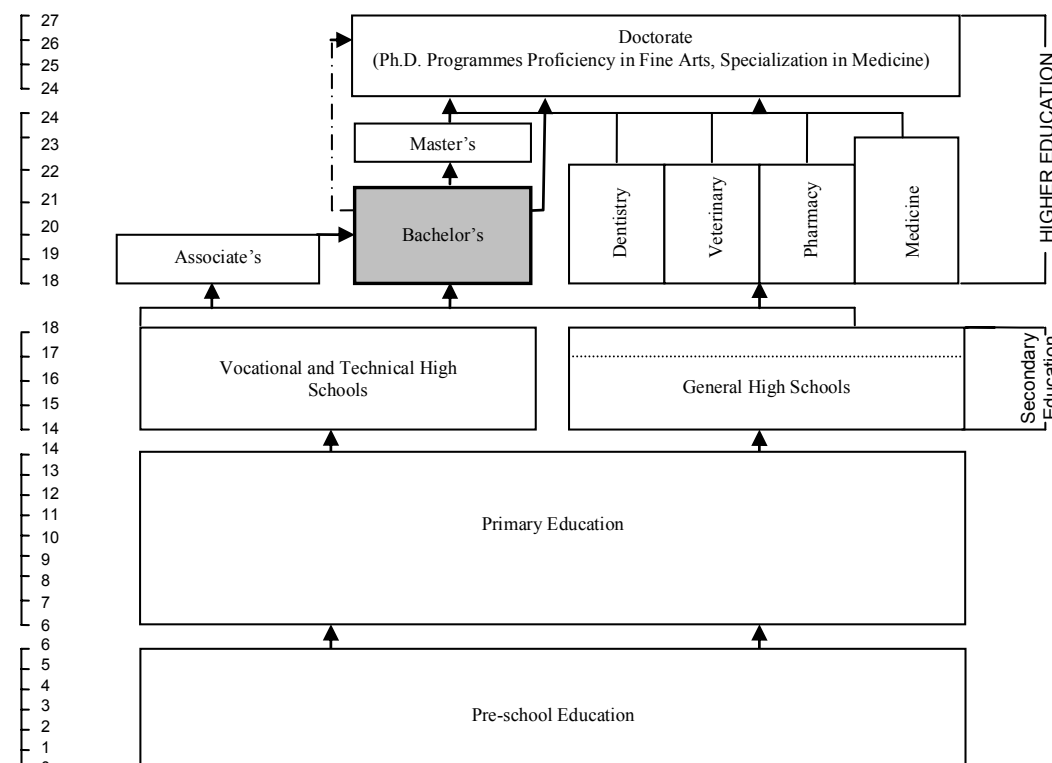 27
26
25
24
24
23
22
21
20
19
18
18
17
16
15
14
14
13
12
11
10
9
8
7
6
6
5
4
3
2
1
Doctorate
(Ph.D. Programmes Proficiency in Fine Arts, Specialization in Medicine)
Master's
Bachelor's
Associate's
Dentistry
Veterinary
Pharmacy
Medicine
HIGHER EDUCATION
Vocational and Technical High
Schools
General High Schools
Secondary
Education
Primary Education
Pre-school Education